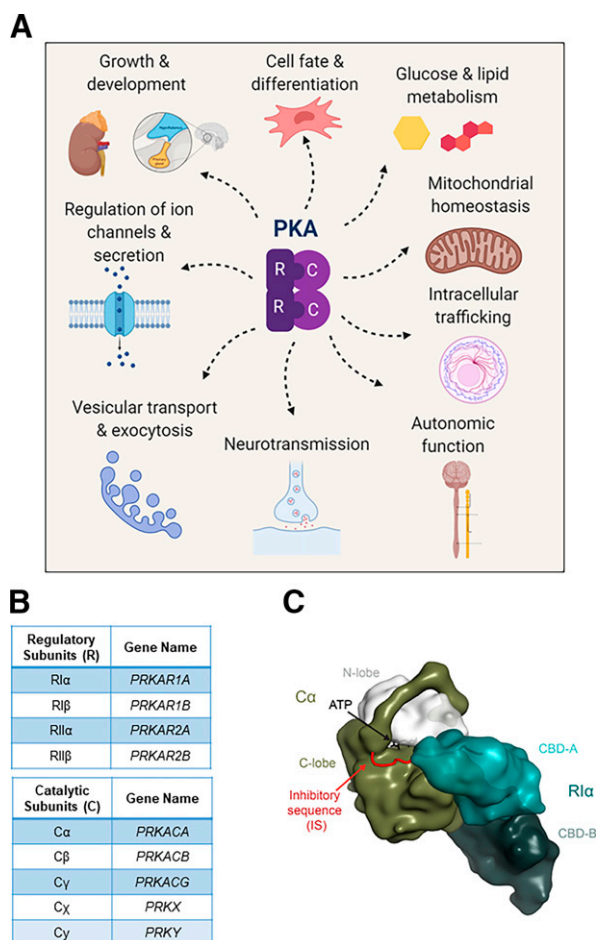 A
Growth &
development
Cell fate &
differentiation
Glucose & lipid
metabolism
Regulation of ion
channels &
secretion
PKA
R C
R C
Mitochondrial
homeostasis
Intracellular
trafficking
Vesicular transport
& exocytosis
Neurotransmission
Autonomic
function
B
Regulatory Gene Name
Subunits (R)
RIα PRKAR1A
RIβ PRKAR1B
RIIα PRKAR2A
RIIβ PRKAR2B
Catalytic Gene Name
Subunits (C)
Cα PRKACA
Cβ PRKACB
Cγ PRKACG
Cχ PRKX
Cy PRKY
C
N-lobe
Cα
ATP
C-lobe
CBD-A
Inhibitory
sequence
(IS)
RIα
CBD-B